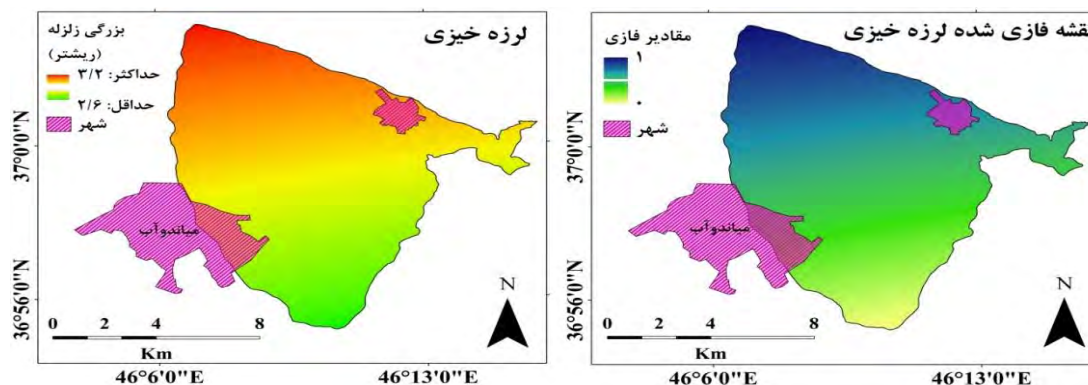 لرزه خیزی
بزرگی زلزله
(ریشتر)
حداکثر: ۳/۲
حداقل: ۲/۶
شهر
میاندوآب
37°0'0"N
36°56'0"N
N
0 2 4 8
Km
46°6'0"E 46°13'0"E
نقشه فازی شده لرزه خیزی
مقادیر فازی
۱
۰
شهر
میاندوآب
37°0'0"N
36°56'0"N
N
0 2 4 8
Km
46°6'0"E 46°13'0"E